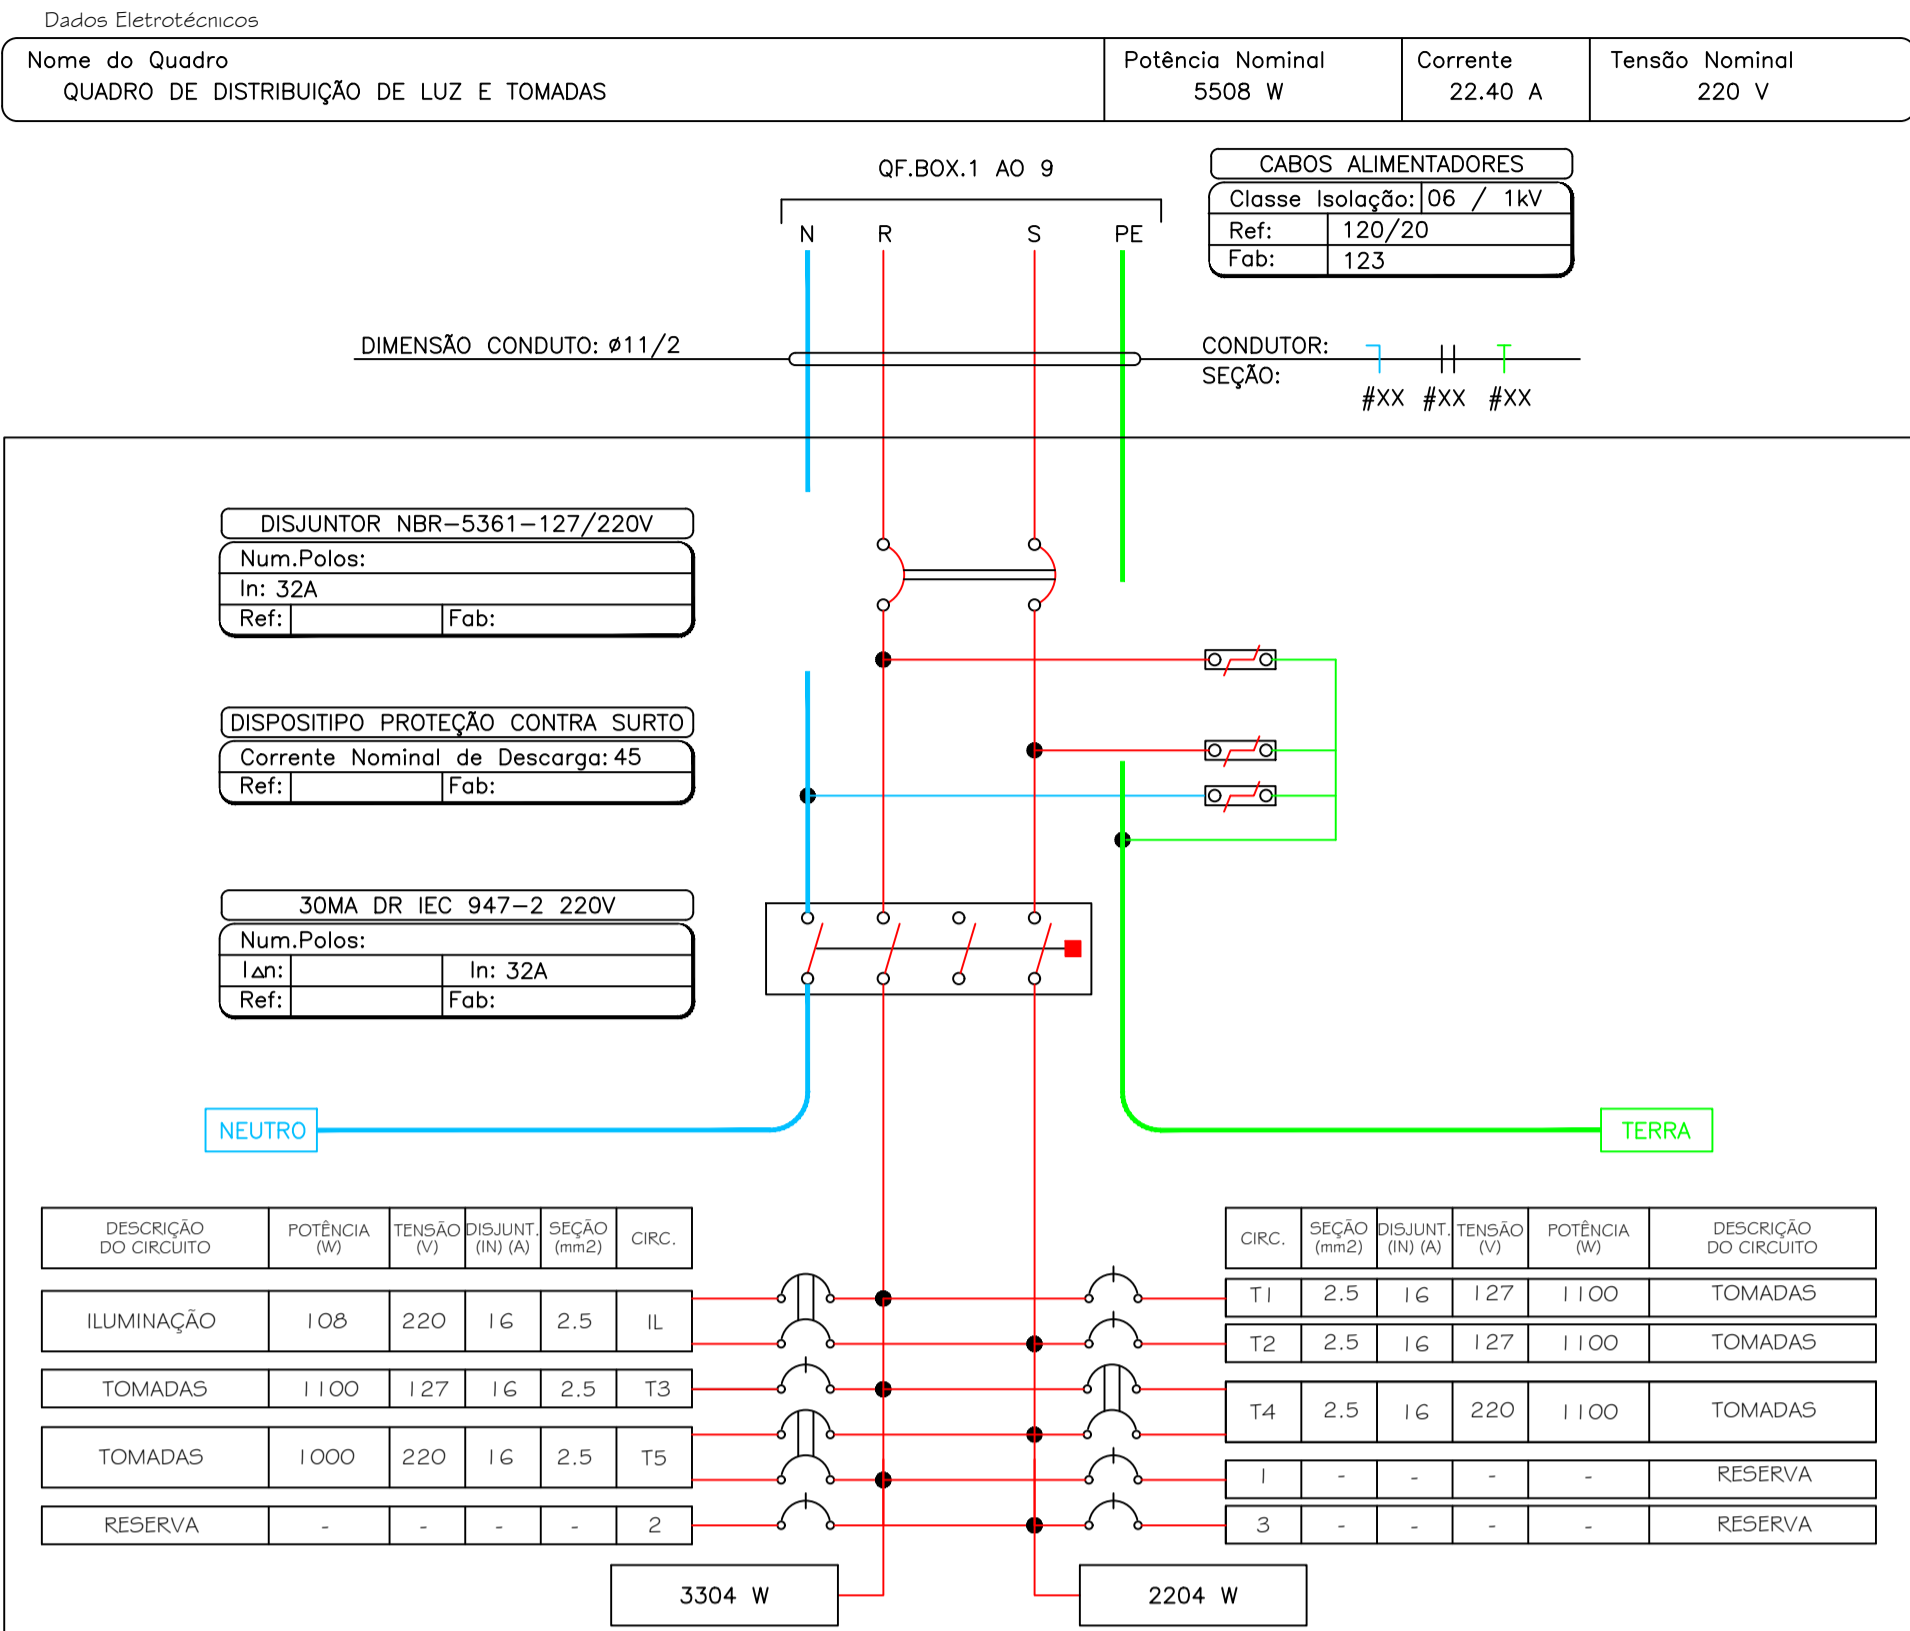 Dados Eletrotécnicos
Nome do Quadro
QUADRO DE DISTRIBUIÇÃO DE LUZ E TOMADAS
Potência Nominal
5508 W
Corrente
22.40 A
Tensão Nominal
220 V
QF.BOX.1 AO 9
N R S PE
CABOS ALIMENTADORES
Classe Isolação: 06 / 1kV
Ref: 120/20
Fab: 123
DIMENSÃO CONDUTO: ø11/2
CONDUTOR:
SEÇÃO:
#XX #XX #XX
DISJUNTOR NBR-5361-127/220V
Num.Polos:
In: 32A
Ref: Fab:
DISPOSITIPO PROTEÇÃO CONTRA SURTO
Corrente Nominal de Descarga: 45
Ref: Fab:
30MA DR IEC 947-2 220V
Num.Polos:
I△n: In: 32A
Ref: Fab:
NEUTRO
TERRA
DESCRIÇÃO DO CIRCUITO POTÊNCIA (W) TENSÃO (V) DISJUNT. (IN) (A) SEÇÃO (mm2) CIRC.
ILUMINAÇÃO 108 220 16 2.5 IL
TOMADAS 1100 127 16 2.5 T3
TOMADAS 1000 220 16 2.5 T5
RESERVA - - - - 2
CIRC. SEÇÃO (mm2) DISJUNT. (IN) (A) TENSÃO (V) POTÊNCIA (W) DESCRIÇÃO DO CIRCUITO
T1 2.5 16 127 1100 TOMADAS
T2 2.5 16 127 1100 TOMADAS
T4 2.5 16 220 1100 TOMADAS
1 - - - - RESERVA
3 - - - - RESERVA
3304 W
2204 W